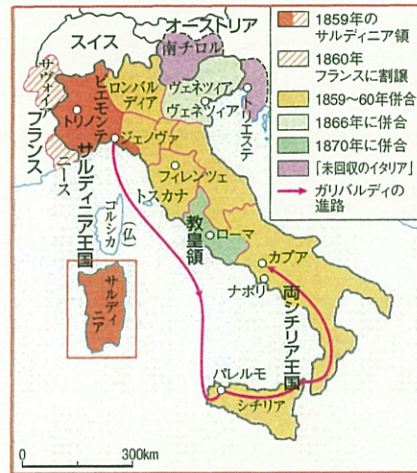 オーストリア
スイス
南チロル
サヴォイア
ピエモンテ
ロンバルディア
ヴェネツィア
ヴェネツィア
トリエステ
フランス
トリノ
ジェノヴァ
ニース
サルディニア王国
フィレンツェ
トスカナ
コルシカ
(仏)
教皇領
ローマ
カプア
ナポリ
サルディニア
両シチリア王国
パレルモ
シチリア
0 300km
1859年の
サルディニア領
1860年
フランスに割譲
1859〜60年併合
1866年に併合
1870年に併合
「未回収のイタリア」
ガリバルディの
進路